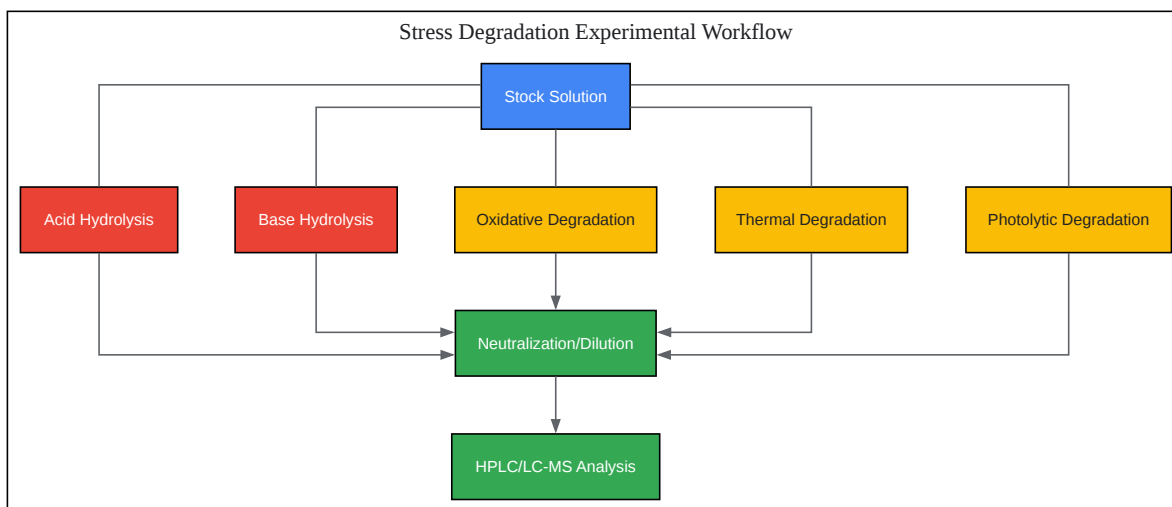 Stress Degradation Experimental Workflow
Stock Solution
Acid Hydrolysis
Base Hydrolysis
Oxidative Degradation
Thermal Degradation
Photolytic Degradation
Neutralization/Dilution
HPLC/LC-MS Analysis